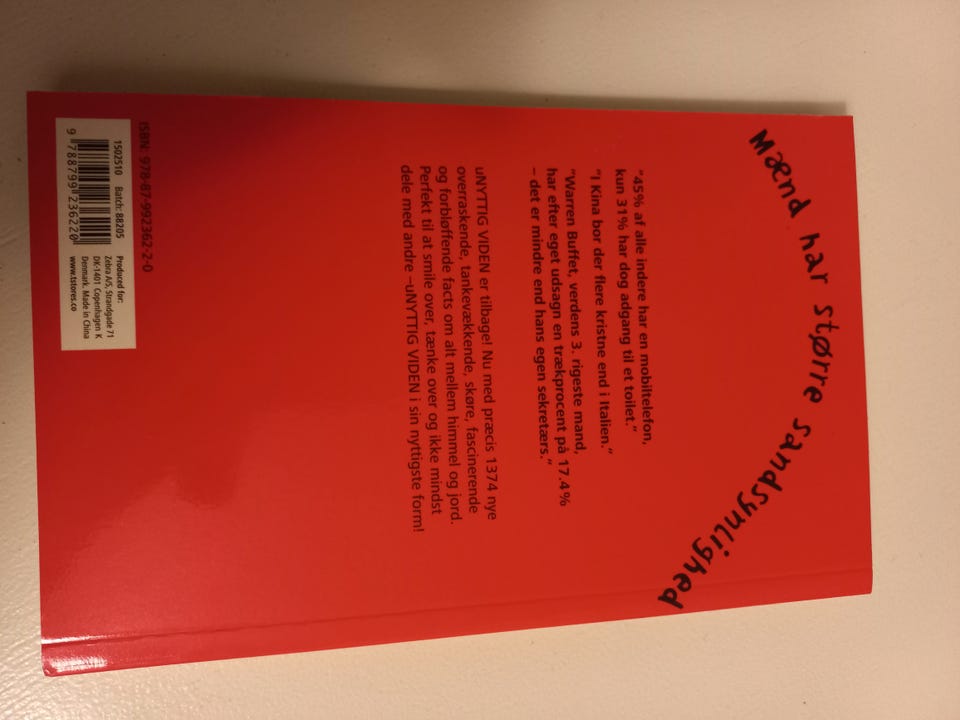 Mænd har større sandsynlighed
"45% af alle indere har en mobiltelefon,
kun 31% har dog adgang til et toilet."
"I Kina bor der flere kristne end i Italien."
"Warren Buffet, verdens 3. rigeste mand,
har efter eget udsagn en trækprocent på 17.4%
– det er mindre end hans egen sekretærs."
uNYTTIG VIDEN er tilbage! Nu med præcis 1374 nye
overraskende, tankevækkende, skøre, fascinerende
og forbløffende facts om alt mellem himmel og jord.
Perfekt til at smile over, tænke over og ikke mindst
dele med andre –uNYTTIG VIDEN i sin nyttigste form!
ISBN: 978-87-992362-2-0
1502510 Batch: 88205
9 788799 236220
Produced for:
Zebra A/S, Strandgade 71
DK-1401 Copenhagen K
Denmark. Made in China
www.tstores.co